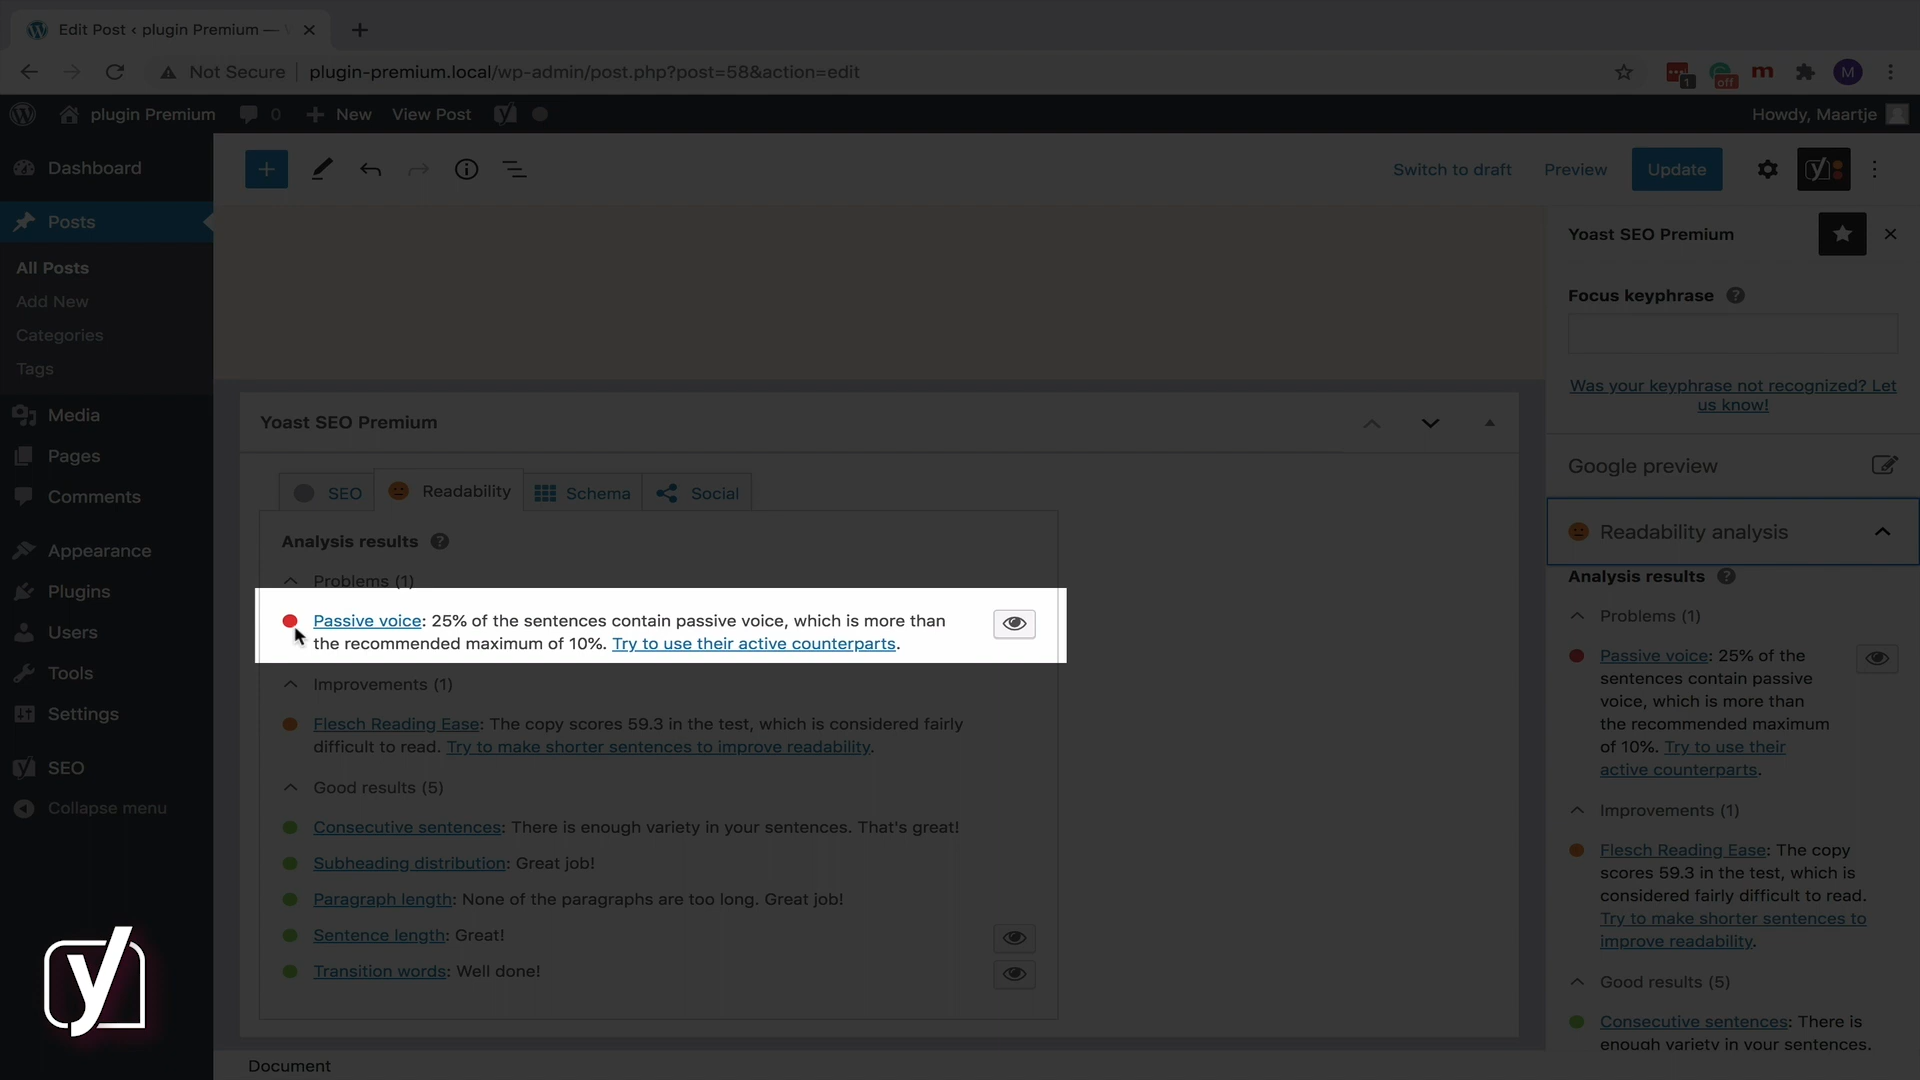 Edit Post ‹ plugin Premium —
Not Secure
plugin-premium.local/wp-admin/post.php?post=58&action=edit
1
off
m
M
plugin Premium
0
New
View Post
Howdy, Maartje
Dashboard
Posts
All Posts
Add New
Categories
Tags
Media
Pages
Comments
Appearance
Plugins
Users
Tools
Settings
SEO
Collapse menu
Switch to draft
Preview
Update
Yoast SEO Premium
SEO
Readability
Schema
Social
Analysis results
Problems (1)
Passive voice: 25% of the sentences contain passive voice, which is more than
the recommended maximum of 10%. Try to use their active counterparts.
Improvements (1)
Flesch Reading Ease: The copy scores 59.3 in the test, which is considered fairly
difficult to read. Try to make shorter sentences to improve readability.
Good results (5)
Consecutive sentences: There is enough variety in your sentences. That's great!
Subheading distribution: Great job!
Paragraph length: None of the paragraphs are too long. Great job!
Sentence length: Great!
Transition words: Well done!
Document
Yoast SEO Premium
Focus keyphrase
Was your keyphrase not recognized? Let
us know!
Google preview
Readability analysis
Analysis results
Problems (1)
Passive voice: 25% of the
sentences contain passive
voice, which is more than
the recommended maximum
of 10%. Try to use their
active counterparts.
Improvements (1)
Flesch Reading Ease: The copy
scores 59.3 in the test, which is
considered fairly difficult to read.
Try to make shorter sentences to
improve readability.
Good results (5)
Consecutive sentences: There is
enough variety in your sentences.
y